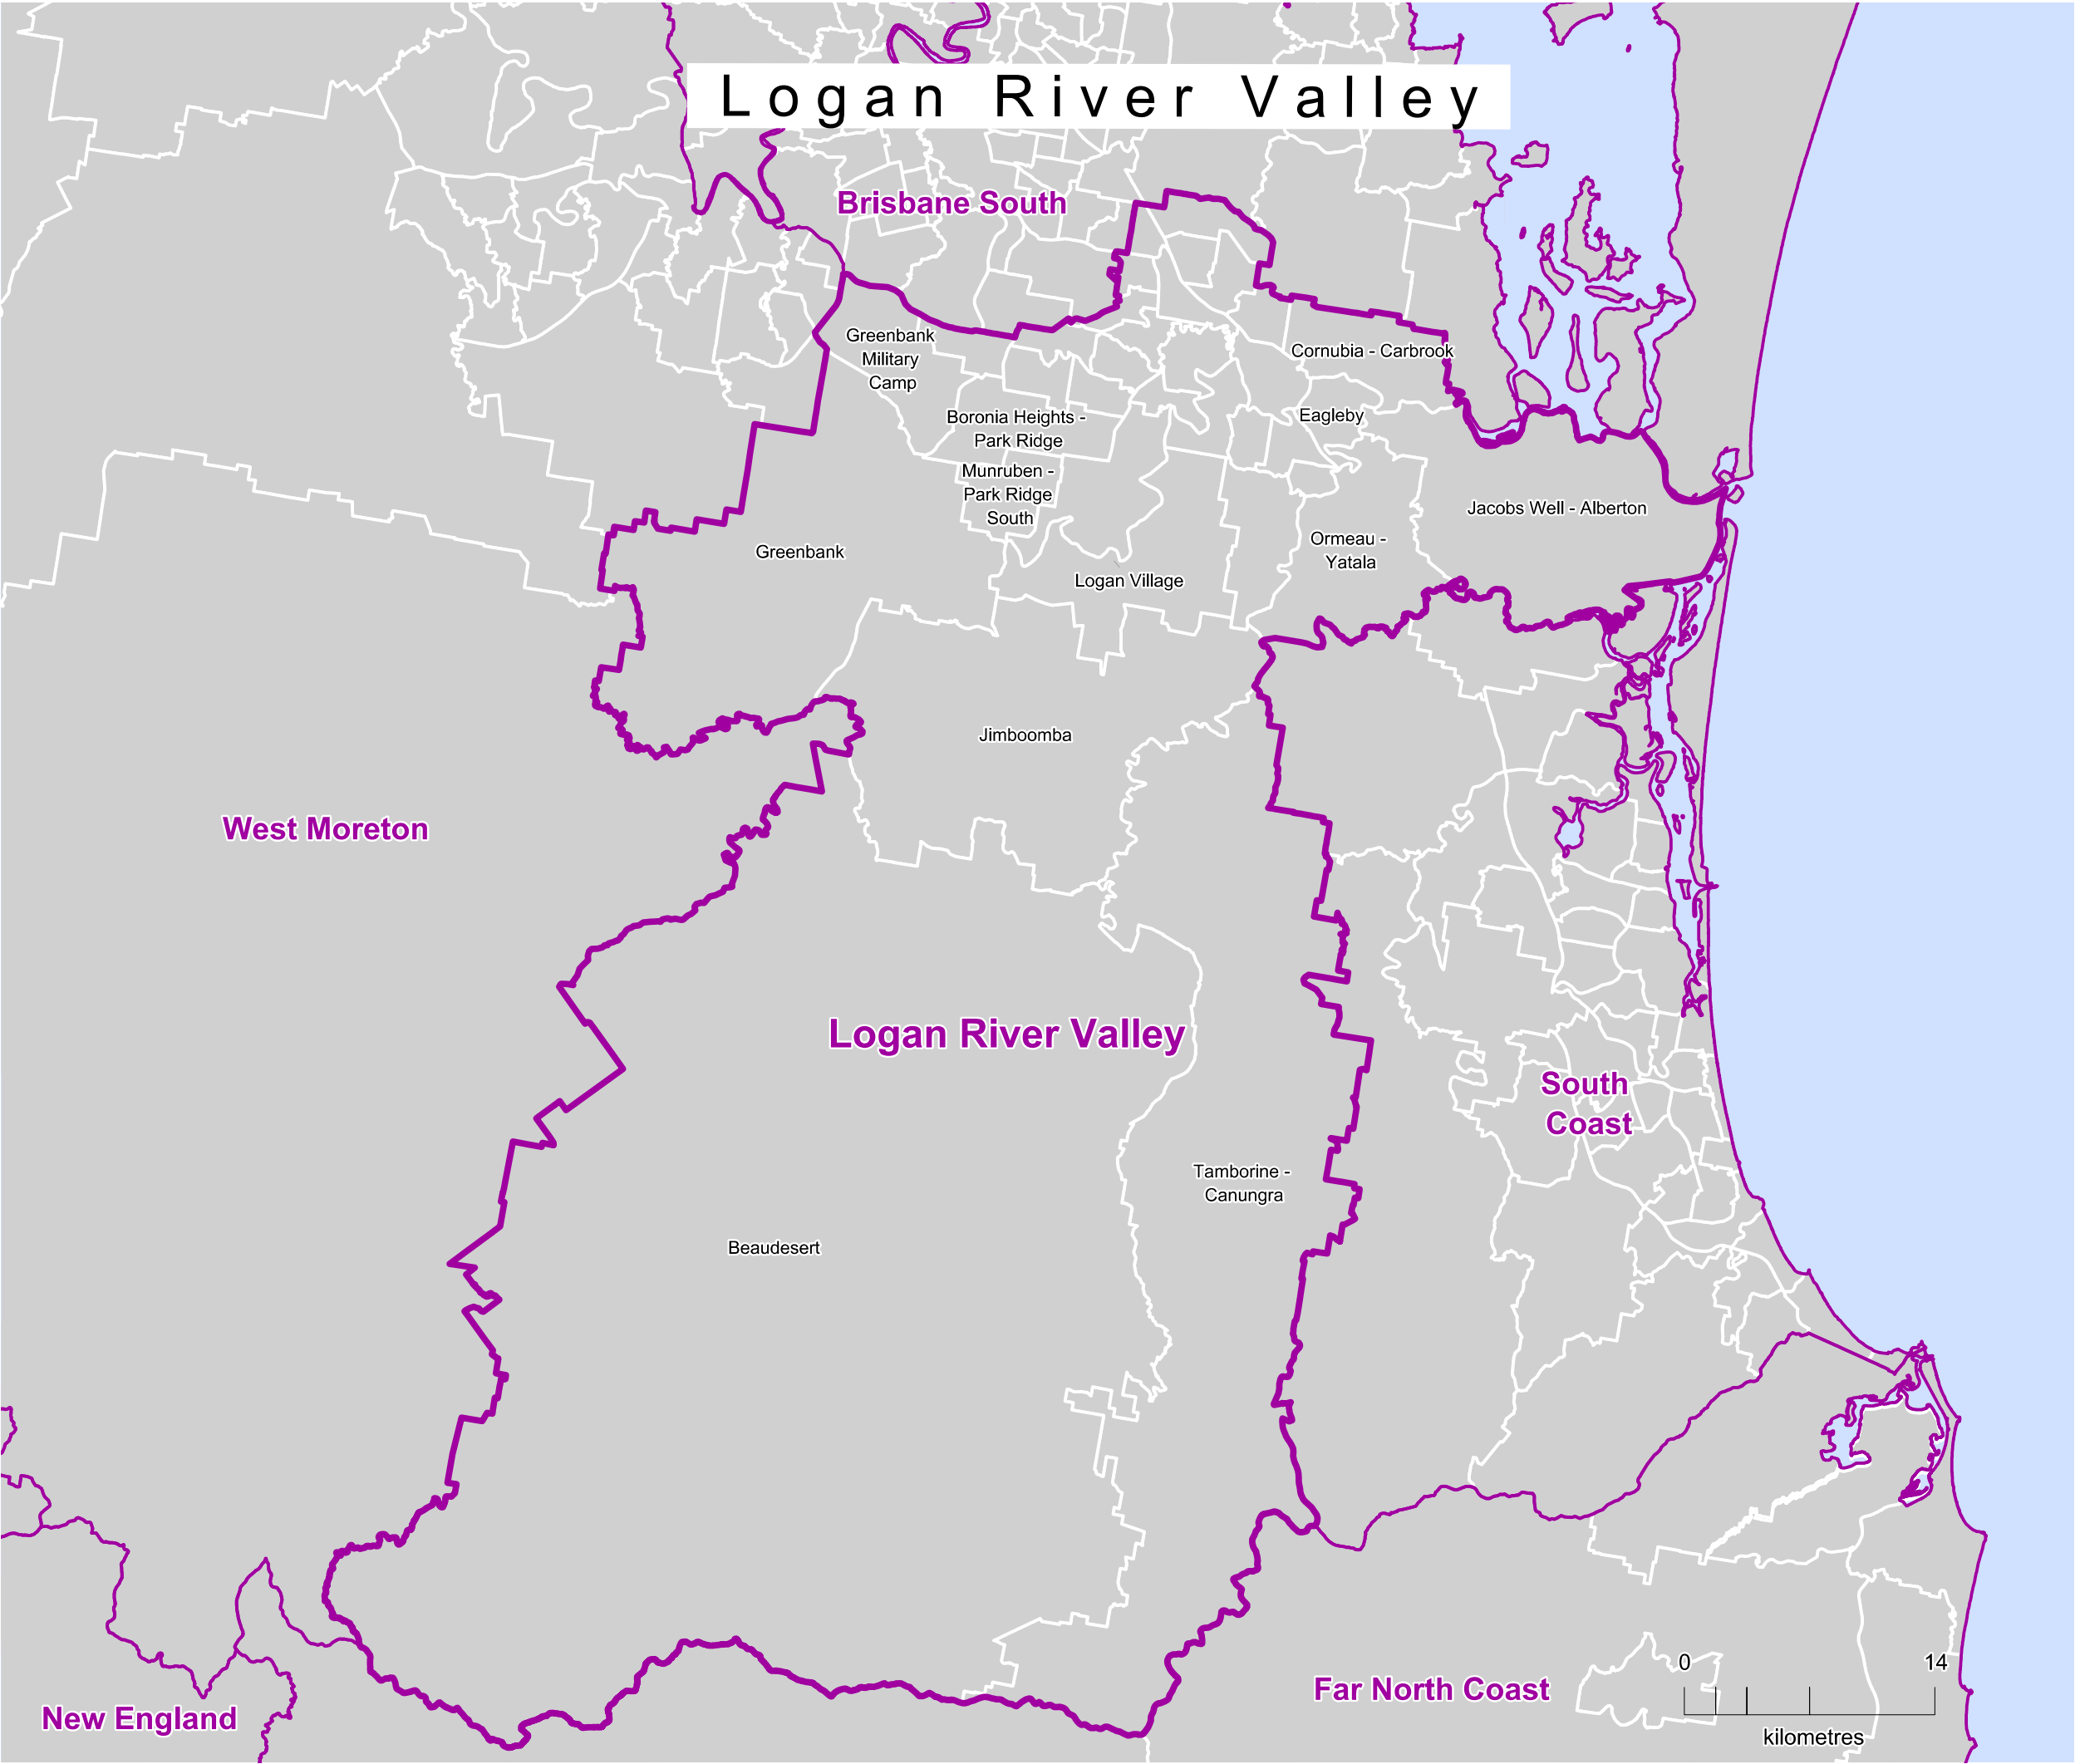 Logan River Valley
Brisbane South
Greenbank
Military
Camp
Cornubia - Carbrook
Boronia Heights -
Park Ridge
Eagleby
Munruben -
Park Ridge
South
Jacobs Well - Alberton
Greenbank
Ormeau -
Yatala
Logan Village
Jimboomba
West Moreton
Logan River Valley
South
Coast
Tamborine -
Canungra
Beaudesert
Far North Coast
New England
0 14
kilometres